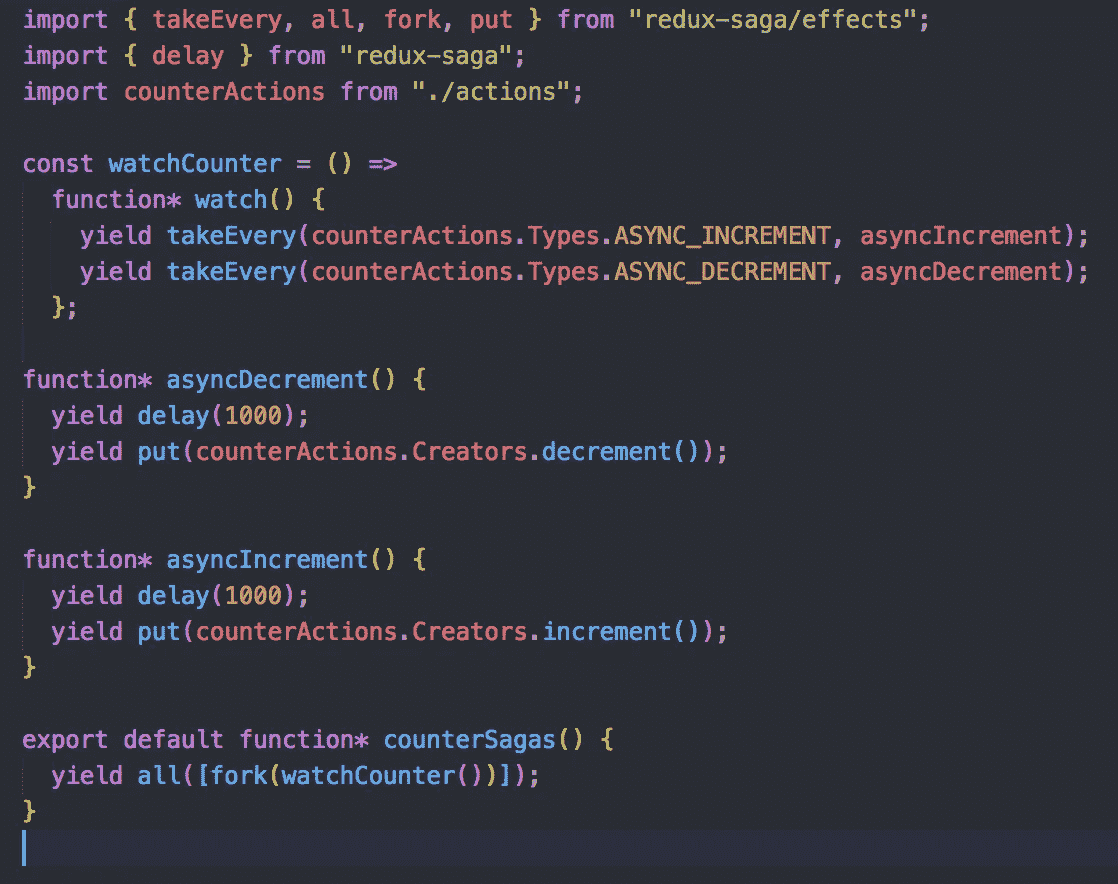 import { takeEvery, all, fork, put } from "redux-saga/effects";
import { delay } from "redux-saga";
import counterActions from "./actions";

const watchCounter = () =>
  function* watch() {
    yield takeEvery(counterActions.Types.ASYNC_INCREMENT, asyncIncrement);
    yield takeEvery(counterActions.Types.ASYNC_DECREMENT, asyncDecrement);
  };

function* asyncDecrement() {
  yield delay(1000);
  yield put(counterActions.Creators.decrement());
}

function* asyncIncrement() {
  yield delay(1000);
  yield put(counterActions.Creators.increment());
}

export default function* counterSagas() {
  yield all([fork(watchCounter())]);
}